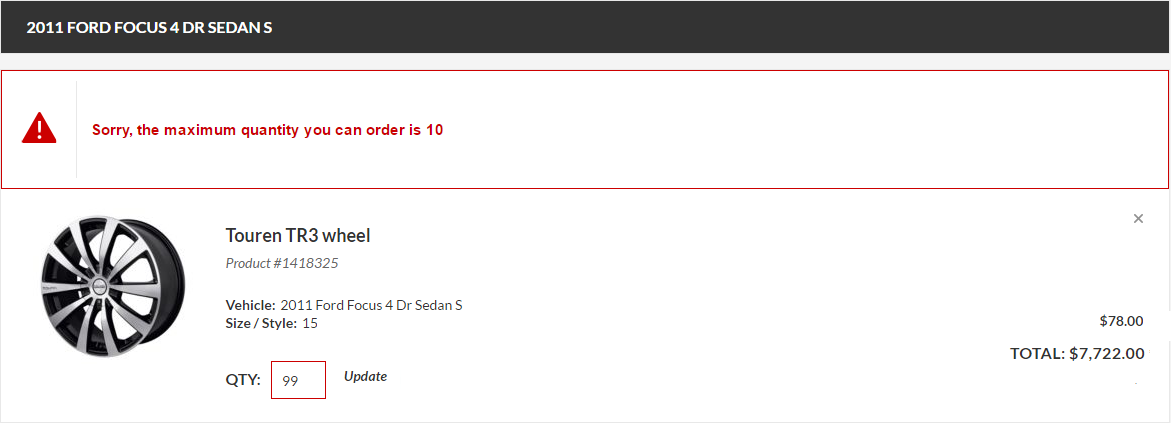 2011 FORD FOCUS 4 DR SEDAN S
Sorry, the maximum quantity you can order is 10
×
Touren TR3 wheel
Product #1418325
Vehicle: 2011 Ford Focus 4 Dr Sedan S
Size / Style: 15
$78.00
TOTAL: $7,722.00
QTY: 99 Update